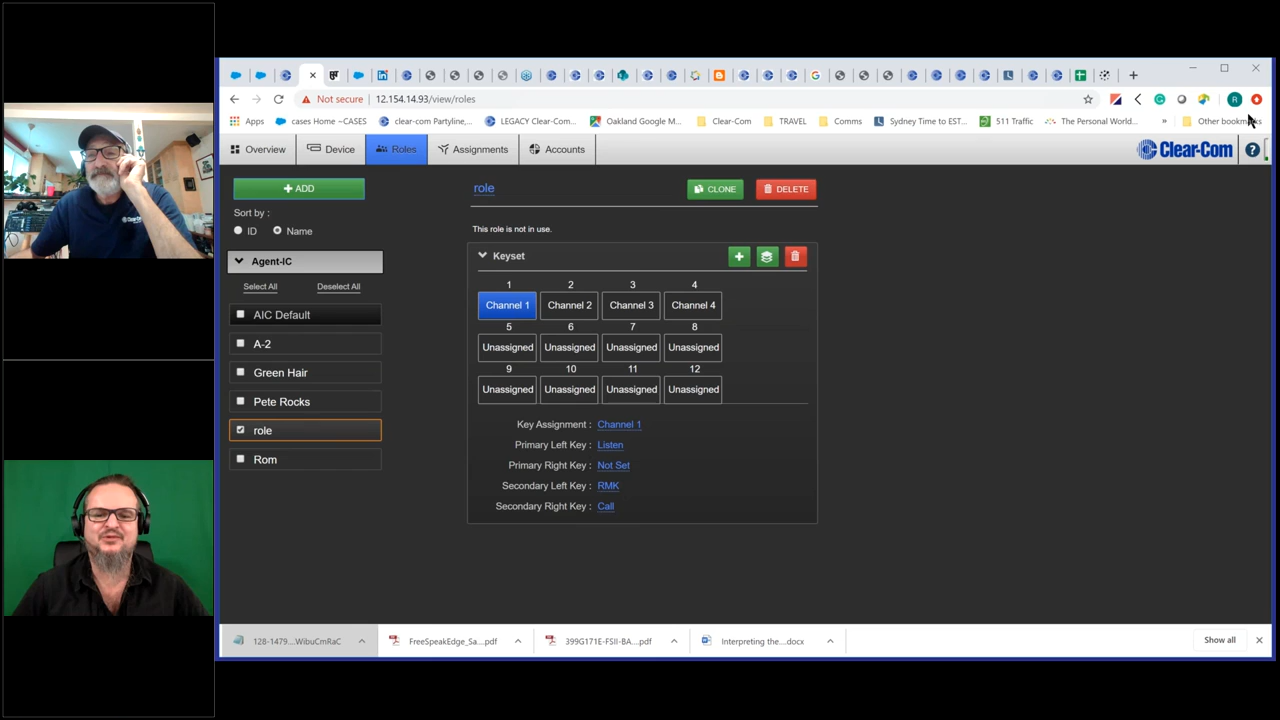 Not secure 12.154.14.93/view/roles
Apps cases Home ~CASES clear-com Partyline,... LEGACY Clear-Com... Oakland Google M... Clear-Com TRAVEL Comms Sydney Time to EST... 511 Traffic The Personal World... » Other bookmarks
Overview Device Roles Assignments Accounts Clear-Com ?
+ ADD
role
CLONE
DELETE
Sort by :
ID Name
This role is not in use.
Agent-IC
Keyset
Select All Deselect All
1 2 3 4
Channel 1 Channel 2 Channel 3 Channel 4
5 6 7 8
Unassigned Unassigned Unassigned Unassigned
9 10 11 12
Unassigned Unassigned Unassigned Unassigned
AIC Default
A-2
Green Hair
Pete Rocks
role
Rom
Key Assignment : Channel 1
Primary Left Key : Listen
Primary Right Key : Not Set
Secondary Left Key : RMK
Secondary Right Key : Call
128-1479....WibuCmRaC FreeSpeakEdge_Sa....pdf 399G171E-FSII-BA....pdf Interpreting the....docx Show all